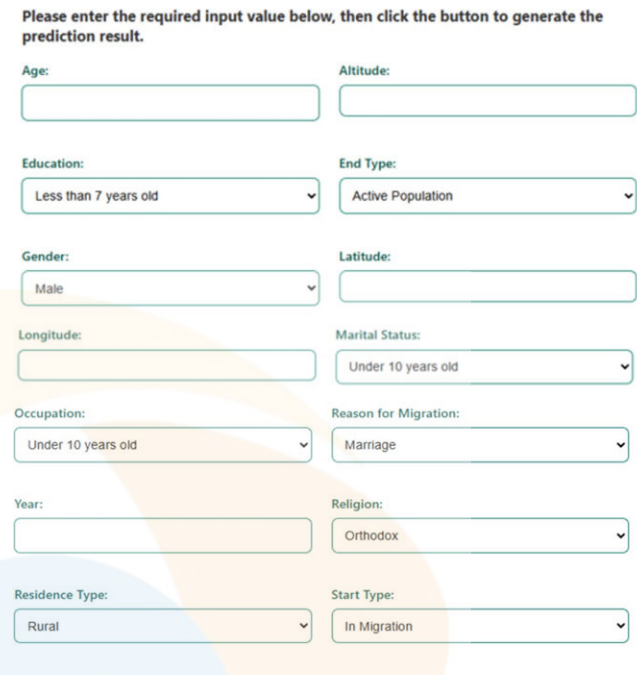 Please enter the required input value below, then click the button to generate the
prediction result.
Age:
Altitude:
Education:
Less than 7 years old
End Type:
Active Population
Gender:
Male
Latitude:
Longitude:
Marital Status:
Under 10 years old
Occupation:
Under 10 years old
Reason for Migration:
Marriage
Year:
Religion:
Orthodox
Residence Type:
Rural
Start Type:
In Migration